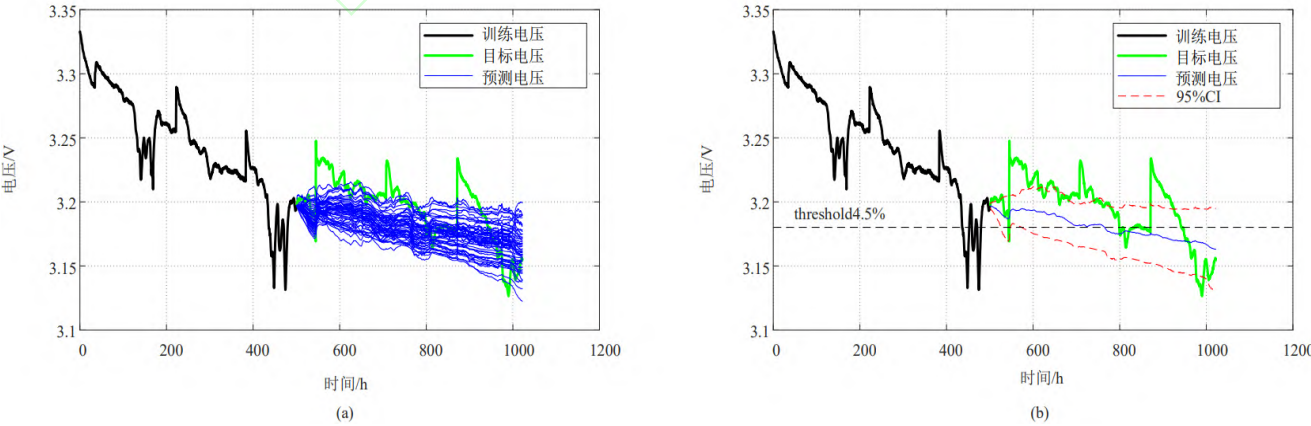 3.35
3.3
3.25
3.2
3.15
3.1
电压/V
0 200 400 600 800 1000 1200
时间/h
(a)
训练电压
目标电压
预测电压
3.35
3.3
3.25
3.2
3.15
3.1
电压/V
threshold4.5%
0 200 400 600 800 1000 1200
时间/h
(b)
训练电压
目标电压
预测电压
95%CI